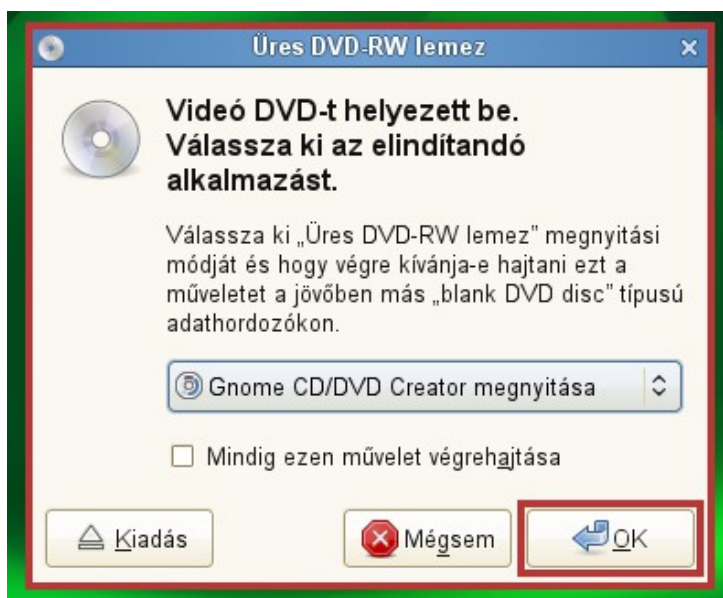 Üres DVD-RW lemez
Videó DVD-t helyezett be.
Válassza ki az elindítandó
alkalmazást.
Válassza ki „Üres DVD-RW lemez” megnyitási
módját és hogy végre kívánja-e hajtani ezt a
műveletet a jövőben más „blank DVD disc” típusú
adathordozókon.
Gnome CD/DVD Creator megnyitása
Mindig ezen művelet végrehajtása
Kiadás
Mégsem
OK